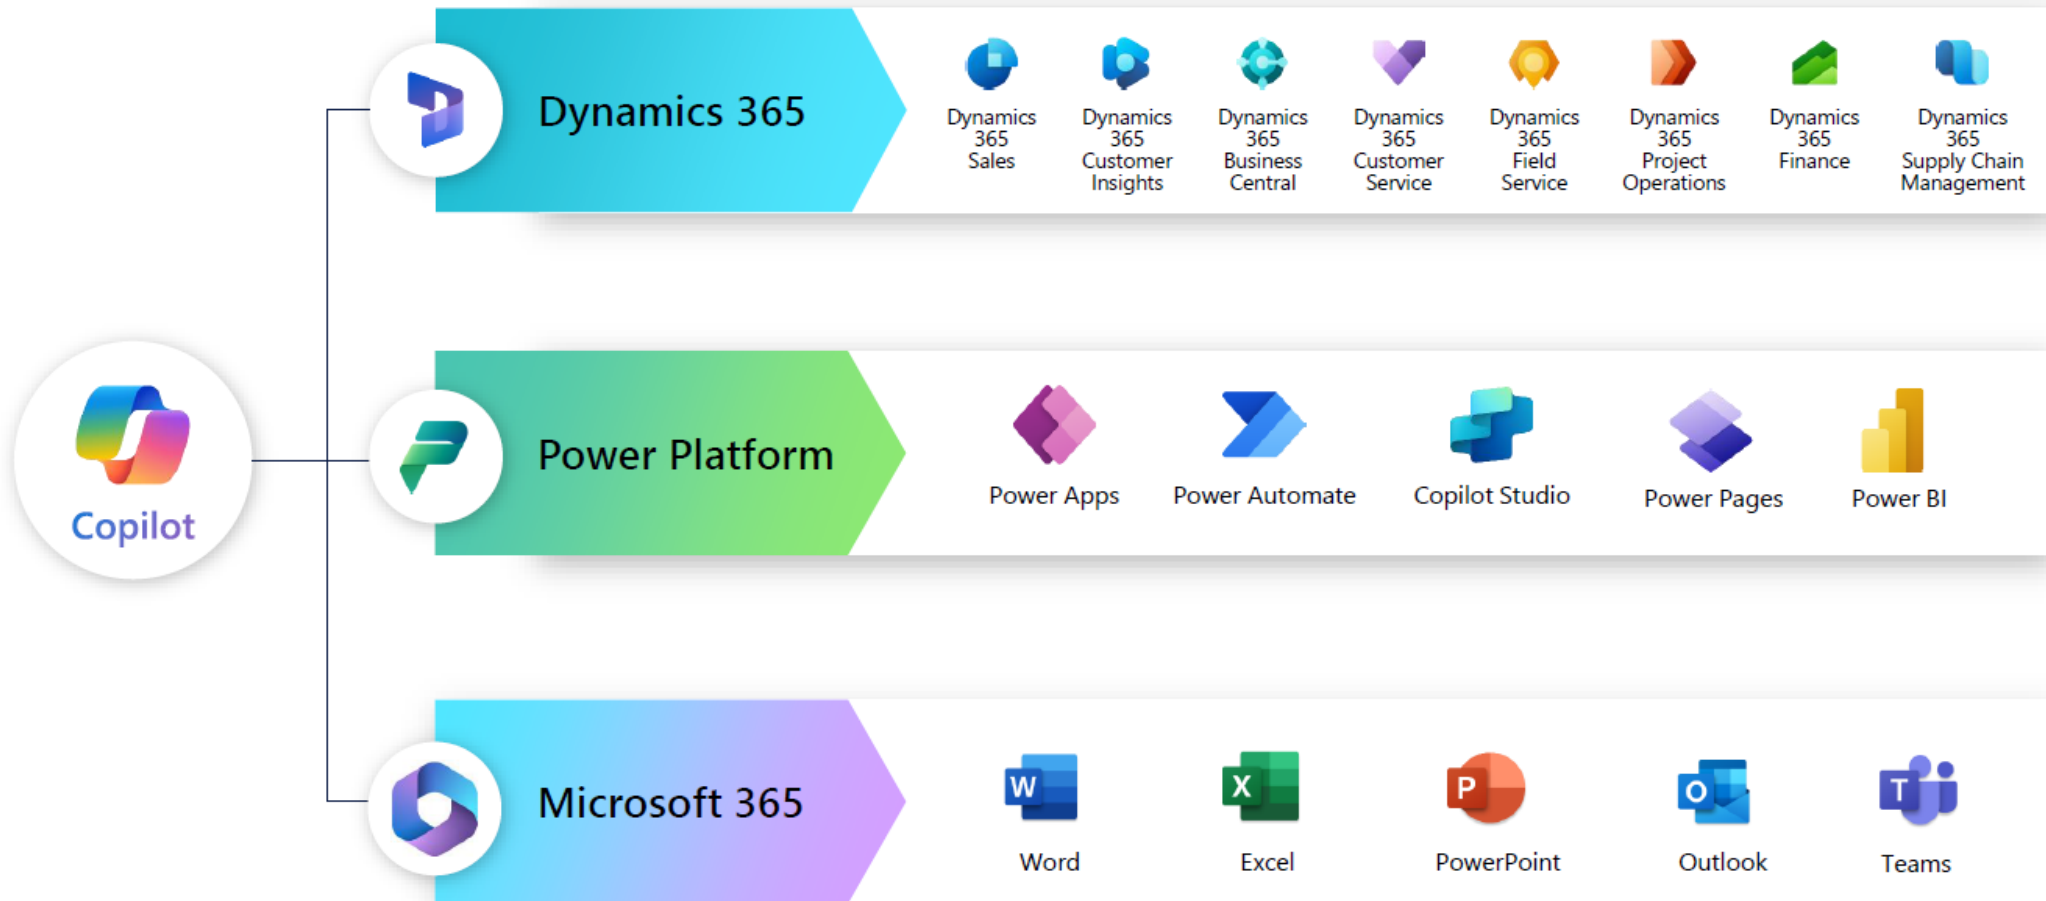 Dynamics 365
Dynamics
365
Sales
Dynamics
365
Customer
Insights
Dynamics
365
Business
Central
Dynamics
365
Customer
Service
Dynamics
365
Field
Service
Dynamics
365
Project
Operations
Dynamics
365
Finance
Dynamics
365
Supply Chain
Management
Copilot
Power Platform
Power Apps
Power Automate
Copilot Studio
Power Pages
Power BI
Microsoft 365
W
Word
X
Excel
P
PowerPoint
O
Outlook
T
Teams